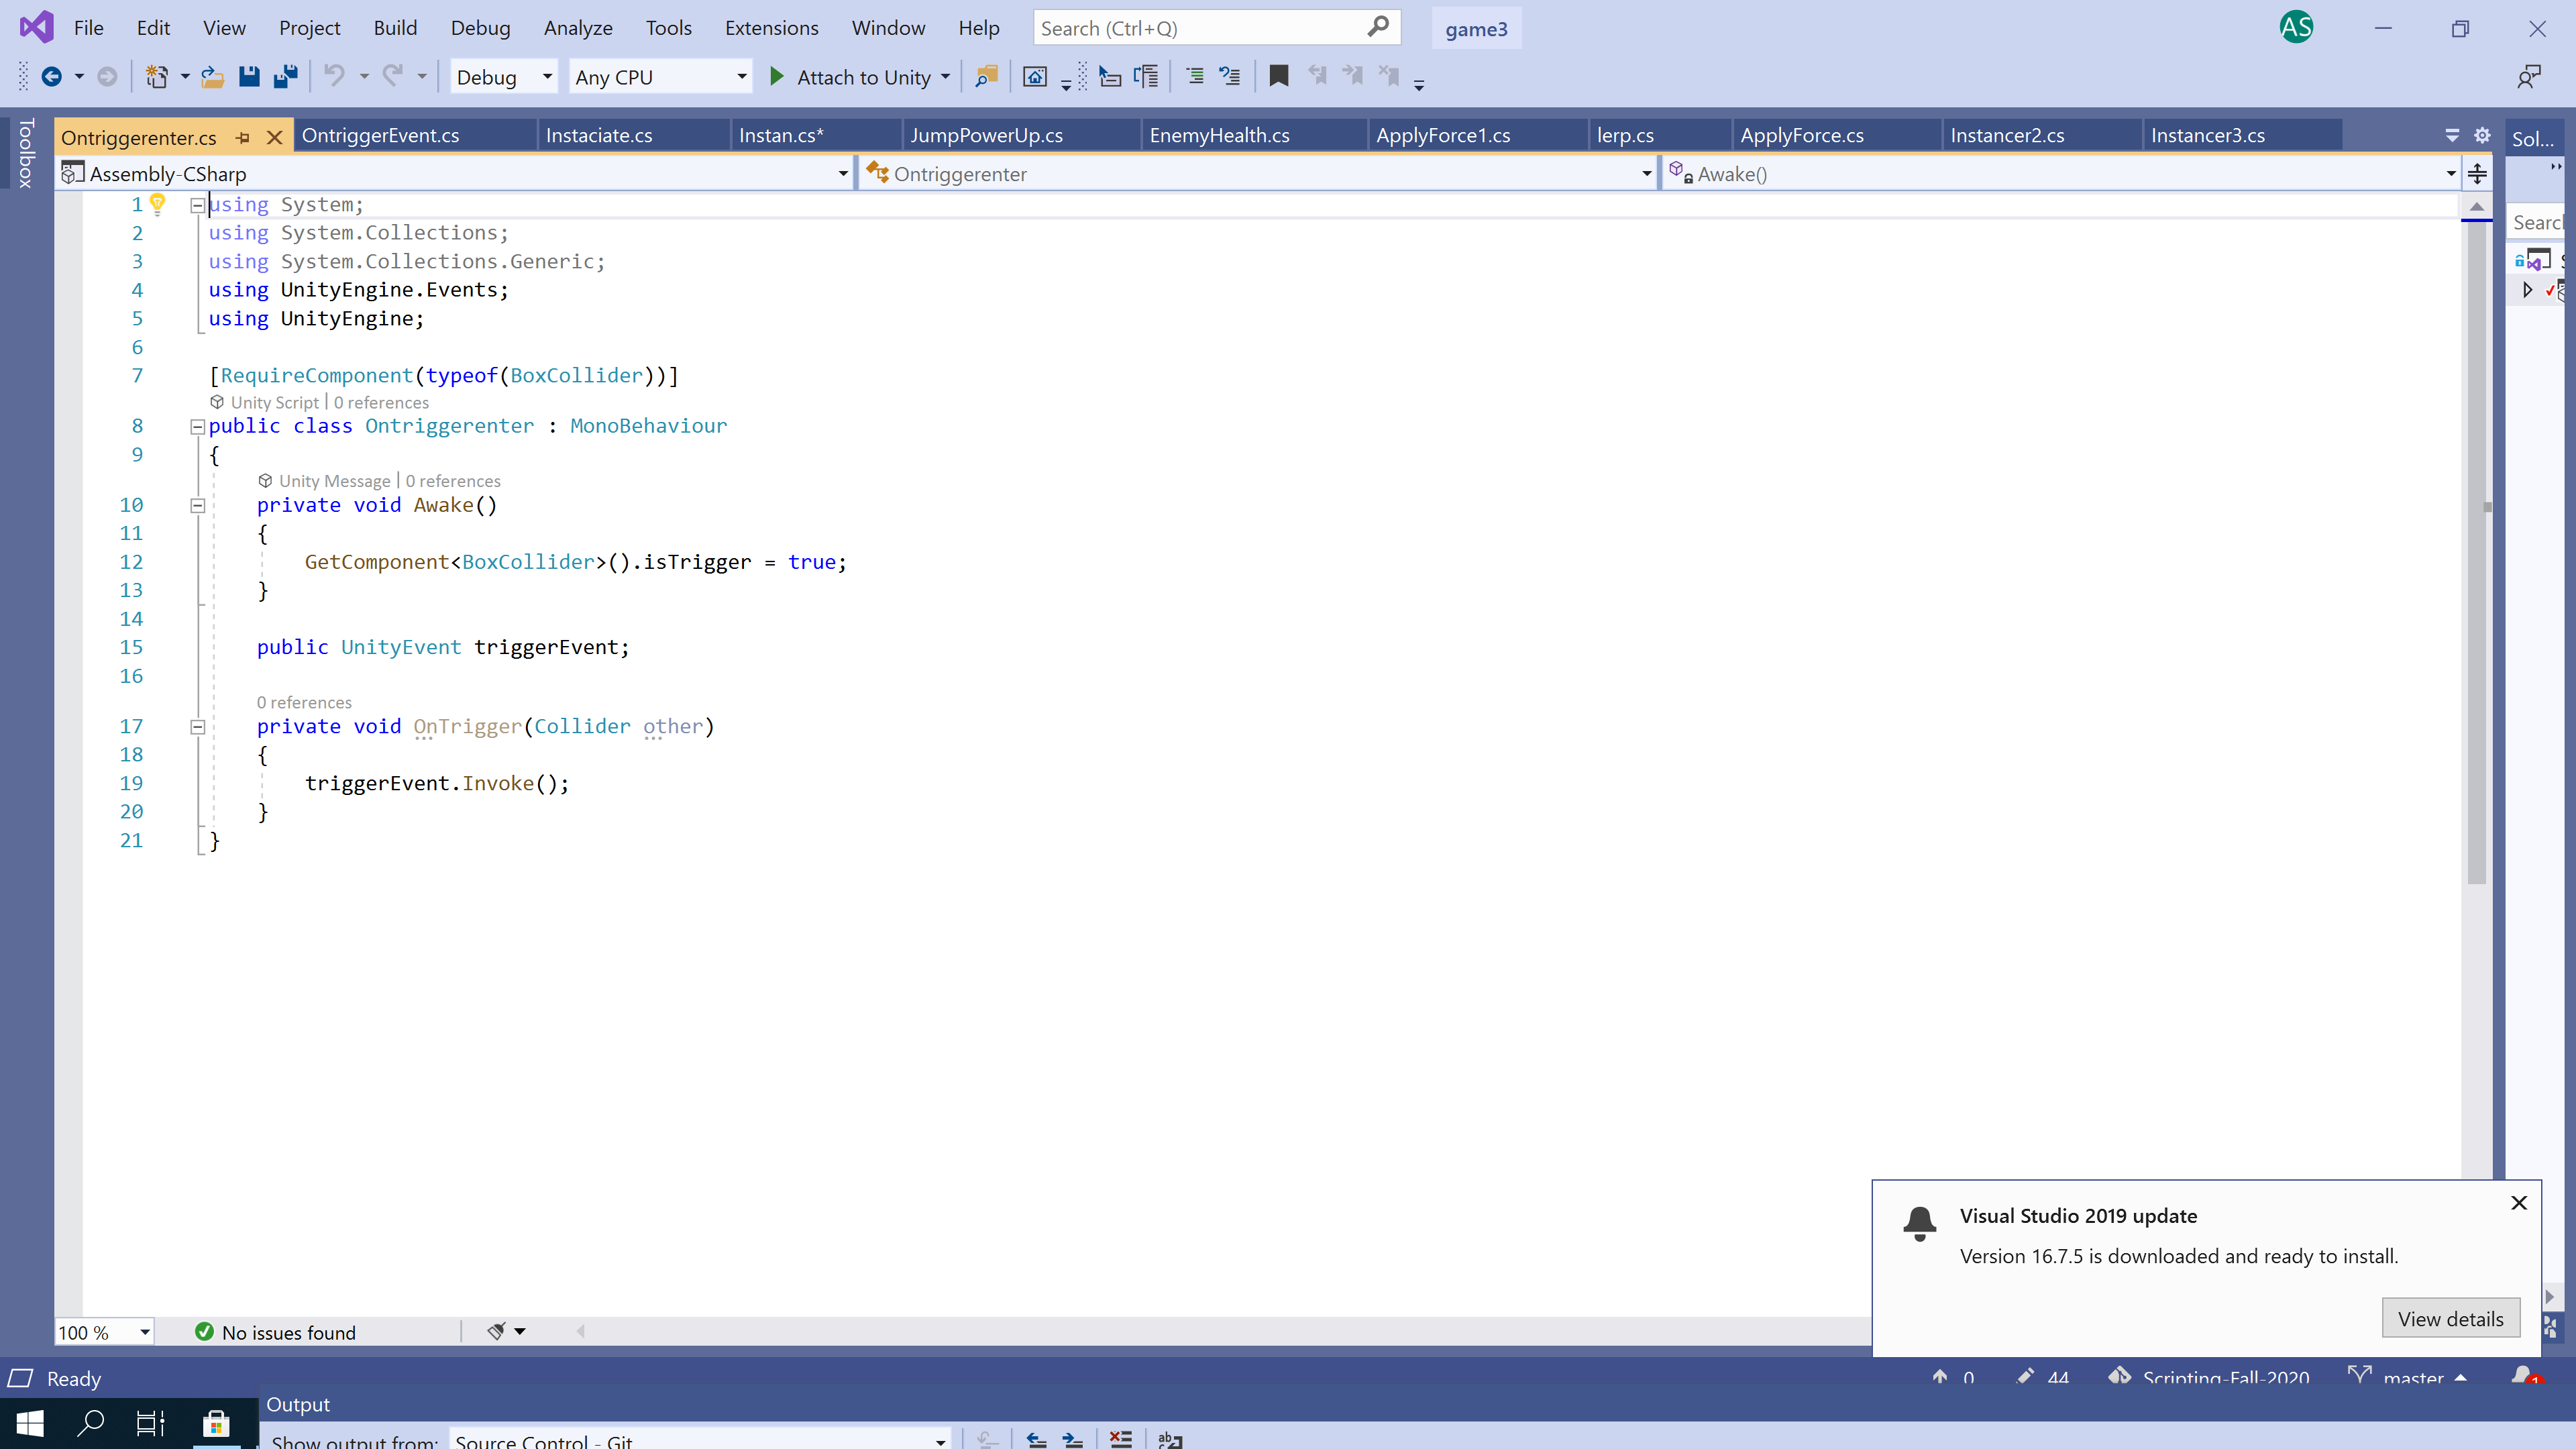 File Edit View Project Build Debug Analyze Tools Extensions Window Help Search (Ctrl+Q) game3 AS
Debug Any CPU Attach to Unity
Toolbox
Ontriggerenter.cs OntriggerEvent.cs Instaciate.cs Instan.cs* JumpPowerUp.cs EnemyHealth.cs ApplyForce1.cs lerp.cs ApplyForce.cs Instancer2.cs Instancer3.cs Sol...
Assembly-CSharp Ontriggerenter Awake()
1 using System;
2 using System.Collections;
3 using System.Collections.Generic;
4 using UnityEngine.Events;
5 using UnityEngine;
6
7 [RequireComponent(typeof(BoxCollider))]
Unity Script | 0 references
8 public class Ontriggerenter : MonoBehaviour
9 {
Unity Message | 0 references
10 private void Awake()
11 {
12 GetComponent<BoxCollider>().isTrigger = true;
13 }
14
15 public UnityEvent triggerEvent;
16
0 references
17 private void OnTrigger(Collider other)
18 {
19 triggerEvent.Invoke();
20 }
21 }
Visual Studio 2019 update
Version 16.7.5 is downloaded and ready to install.
View details
100 % No issues found
Ready 0 44 Scripting-Fall-2020 master 1
Output
Show output from: Source Control - Git